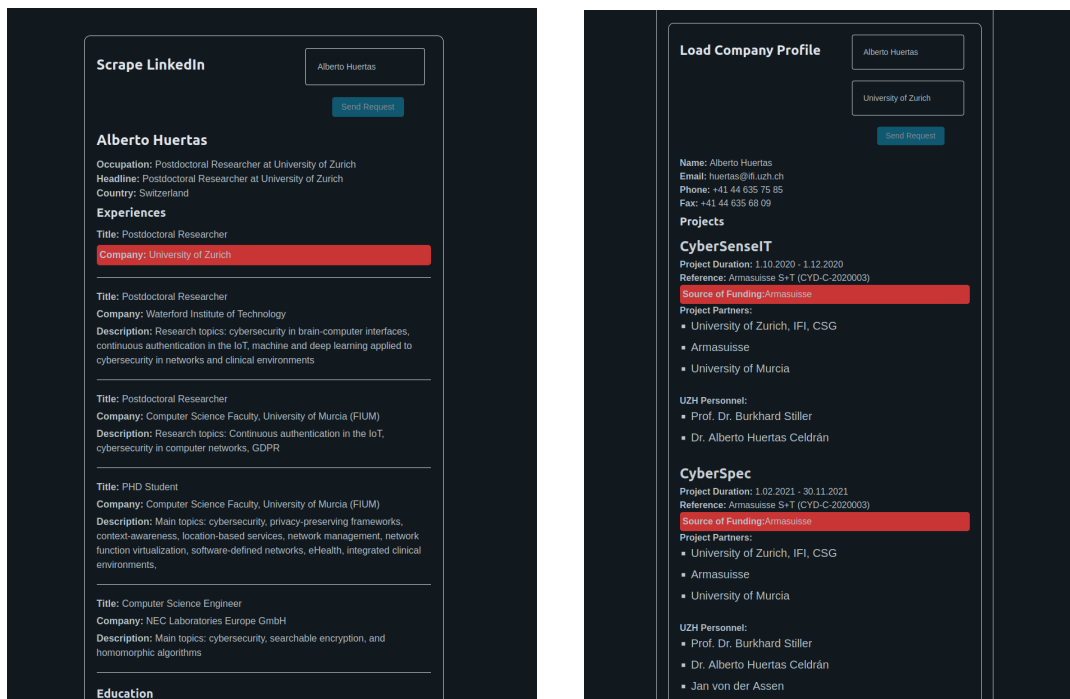 Scrape LinkedIn
Alberto Huertas
Send Request
Alberto Huertas
Occupation: Postdoctoral Researcher at University of Zurich
Headline: Postdoctoral Researcher at University of Zurich
Country: Switzerland
Experiences
Title: Postdoctoral Researcher
Company: University of Zurich
Title: Postdoctoral Researcher
Company: Waterford Institute of Technology
Description: Research topics: cybersecurity in brain-computer interfaces,
continuous authentication in the IoT, machine and deep learning applied to
cybersecurity in networks and clinical environments
Title: Postdoctoral Researcher
Company: Computer Science Faculty, University of Murcia (FIUM)
Description: Research topics: Continuous authentication in the IoT,
cybersecurity in computer networks, GDPR
Title: PHD Student
Company: Computer Science Faculty, University of Murcia (FIUM)
Description: Main topics: cybersecurity, privacy-preserving frameworks,
context-awareness, location-based services, network management, network
function virtualization, software-defined networks, eHealth, integrated clinical
environments,
Title: Computer Science Engineer
Company: NEC Laboratories Europe GmbH
Description: Main topics: cybersecurity, searchable encryption, and
homomorphic algorithms
Education
Load Company Profile
Alberto Huertas
University of Zurich
Send Request
Name: Alberto Huertas
Email: huertas@ifi.uzh.ch
Phone: +41 44 635 75 85
Fax: +41 44 635 68 09
Projects
CyberSenseIT
Project Duration: 1.10.2020 - 1.12.2020
Reference: Armasuisse S+T (CYD-C-2020003)
Source of Funding:Armasuisse
Project Partners:
▪ University of Zurich, IFI, CSG
▪ Armasuisse
▪ University of Murcia
UZH Personnel:
▪ Prof. Dr. Burkhard Stiller
▪ Dr. Alberto Huertas Celdrán
CyberSpec
Project Duration: 1.02.2021 - 30.11.2021
Reference: Armasuisse S+T (CYD-C-2020003)
Source of Funding:Armasuisse
Project Partners:
▪ University of Zurich, IFI, CSG
▪ Armasuisse
▪ University of Murcia
UZH Personnel:
▪ Prof. Dr. Burkhard Stiller
▪ Dr. Alberto Huertas Celdrán
▪ Jan von der Assen